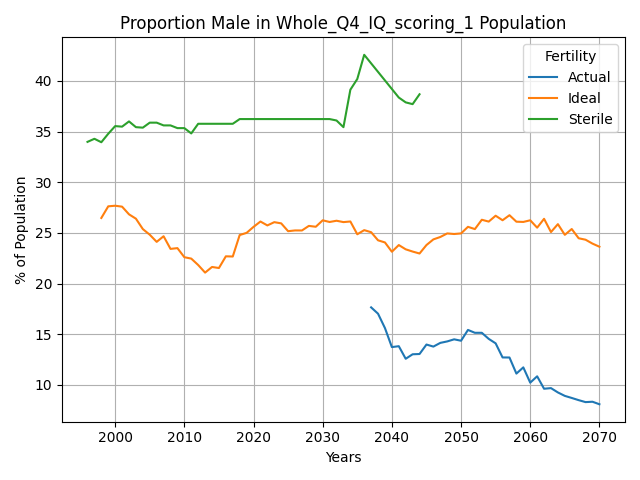 Proportion Male in Whole_Q4_IQ_scoring_1 Population
Fertility
Actual
Ideal
Sterile
% of Population
40
35
30
25
20
15
10
2000 2010 2020 2030 2040 2050 2060 2070
Years